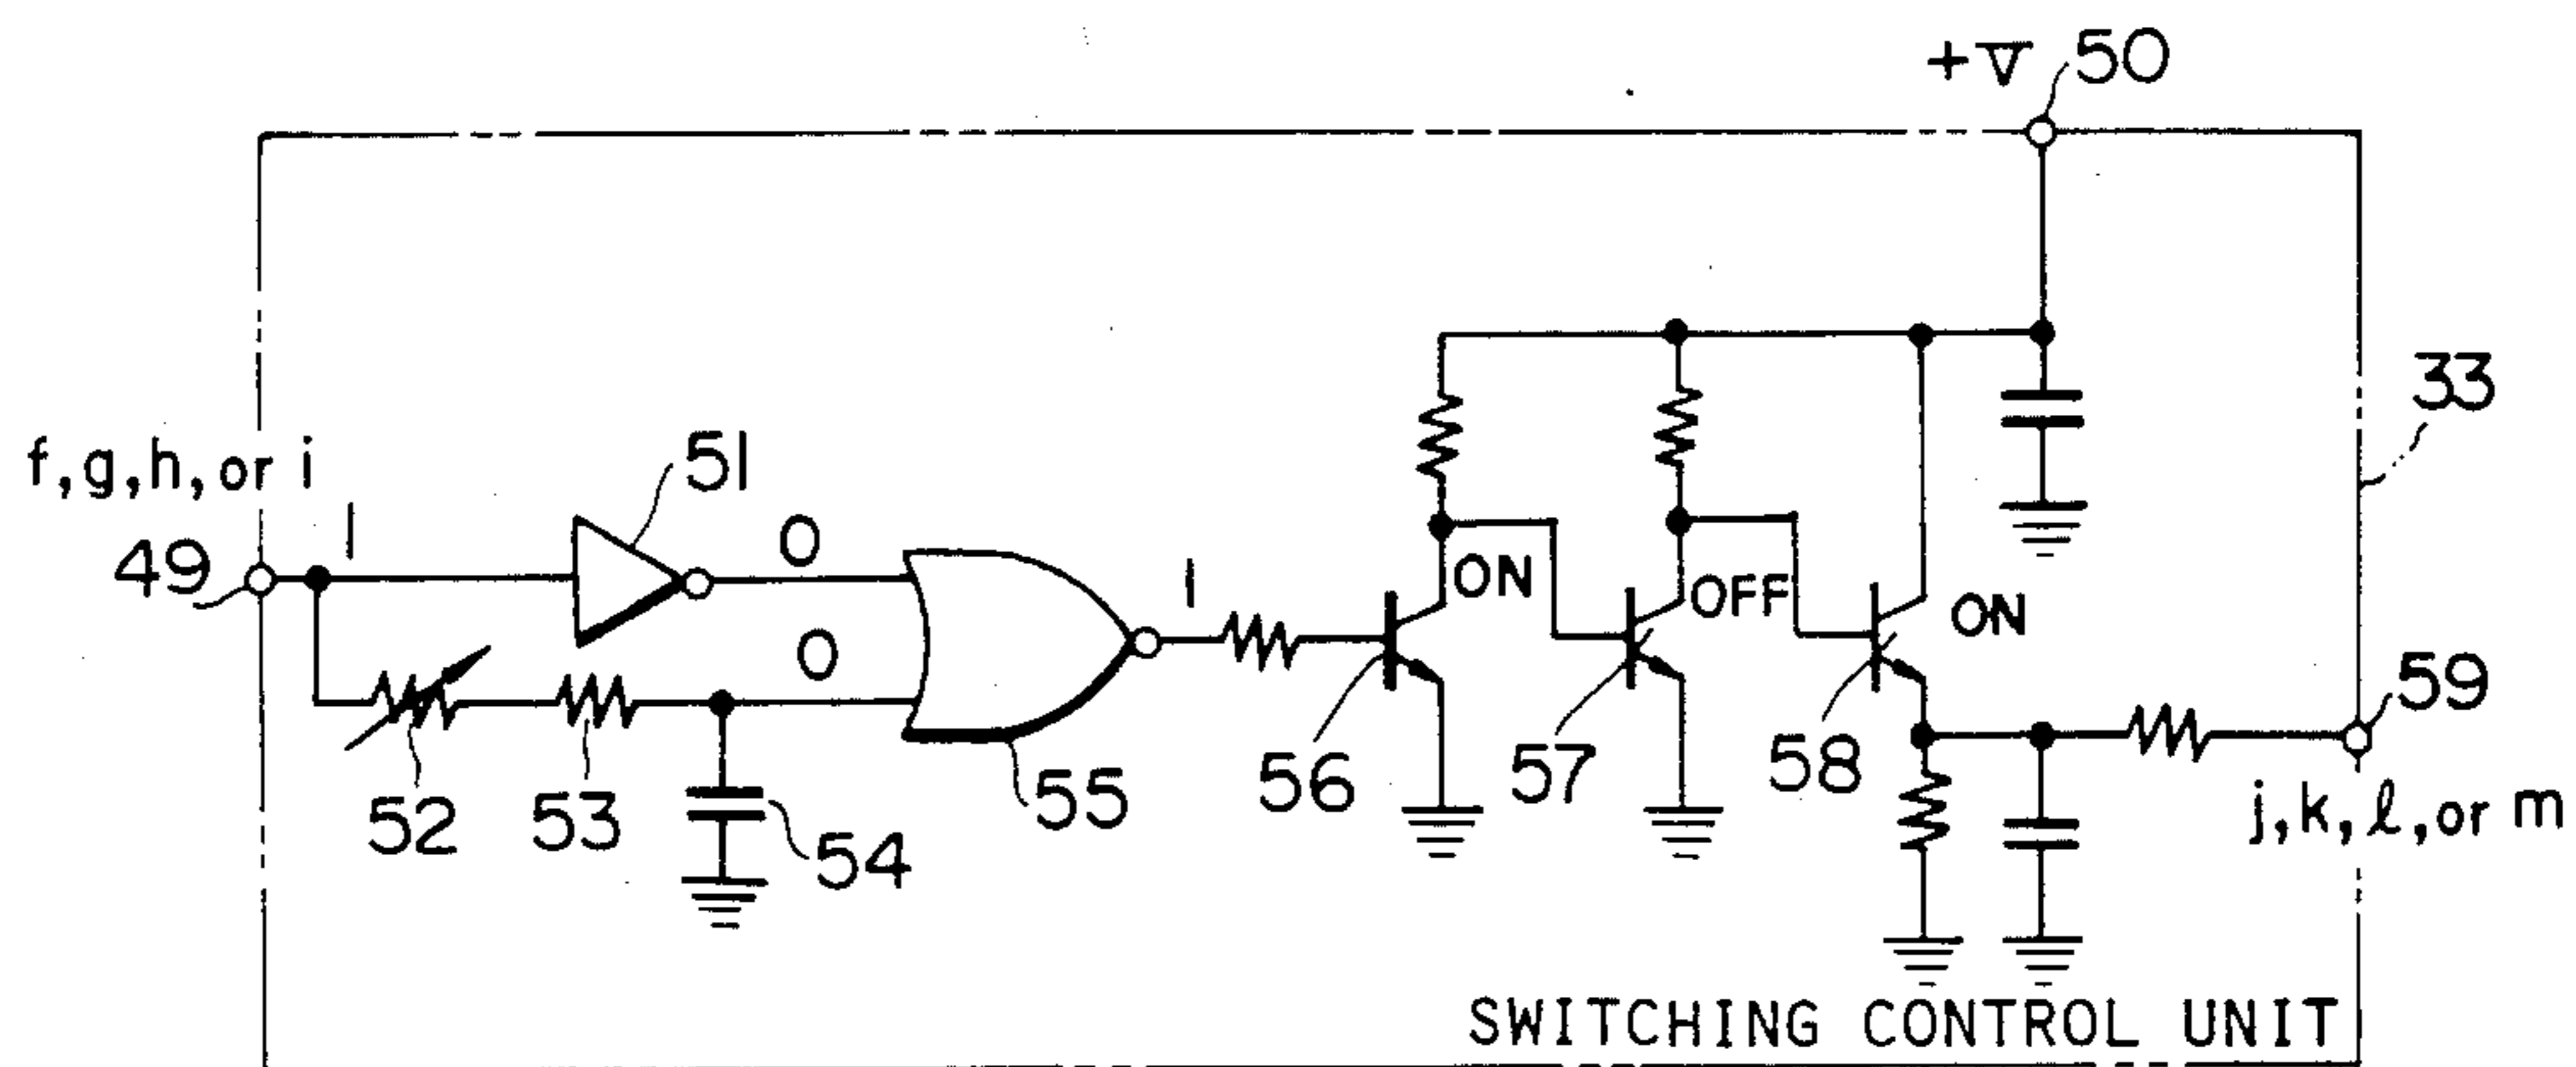 +V 50
33
f,g,h, or i
1
51
49
0
0
1
ON
OFF
ON
52
53
54
55
56
57
58
59
j,k,ℓ,or m
SWITCHING CONTROL UNIT